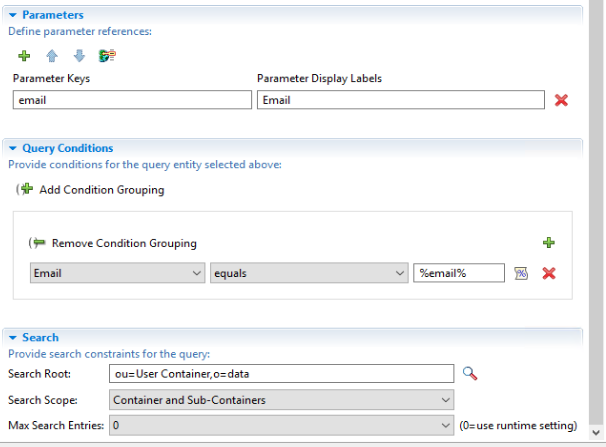 Parameters
Define parameter references:
Parameter Keys Parameter Display Labels
email Email
Query Conditions
Provide conditions for the query entity selected above:
Add Condition Grouping
Remove Condition Grouping
Email equals %email%
Search
Provide search constraints for the query:
Search Root: ou=User Container,o=data
Search Scope: Container and Sub-Containers
Max Search Entries: 0 (0=use runtime setting)